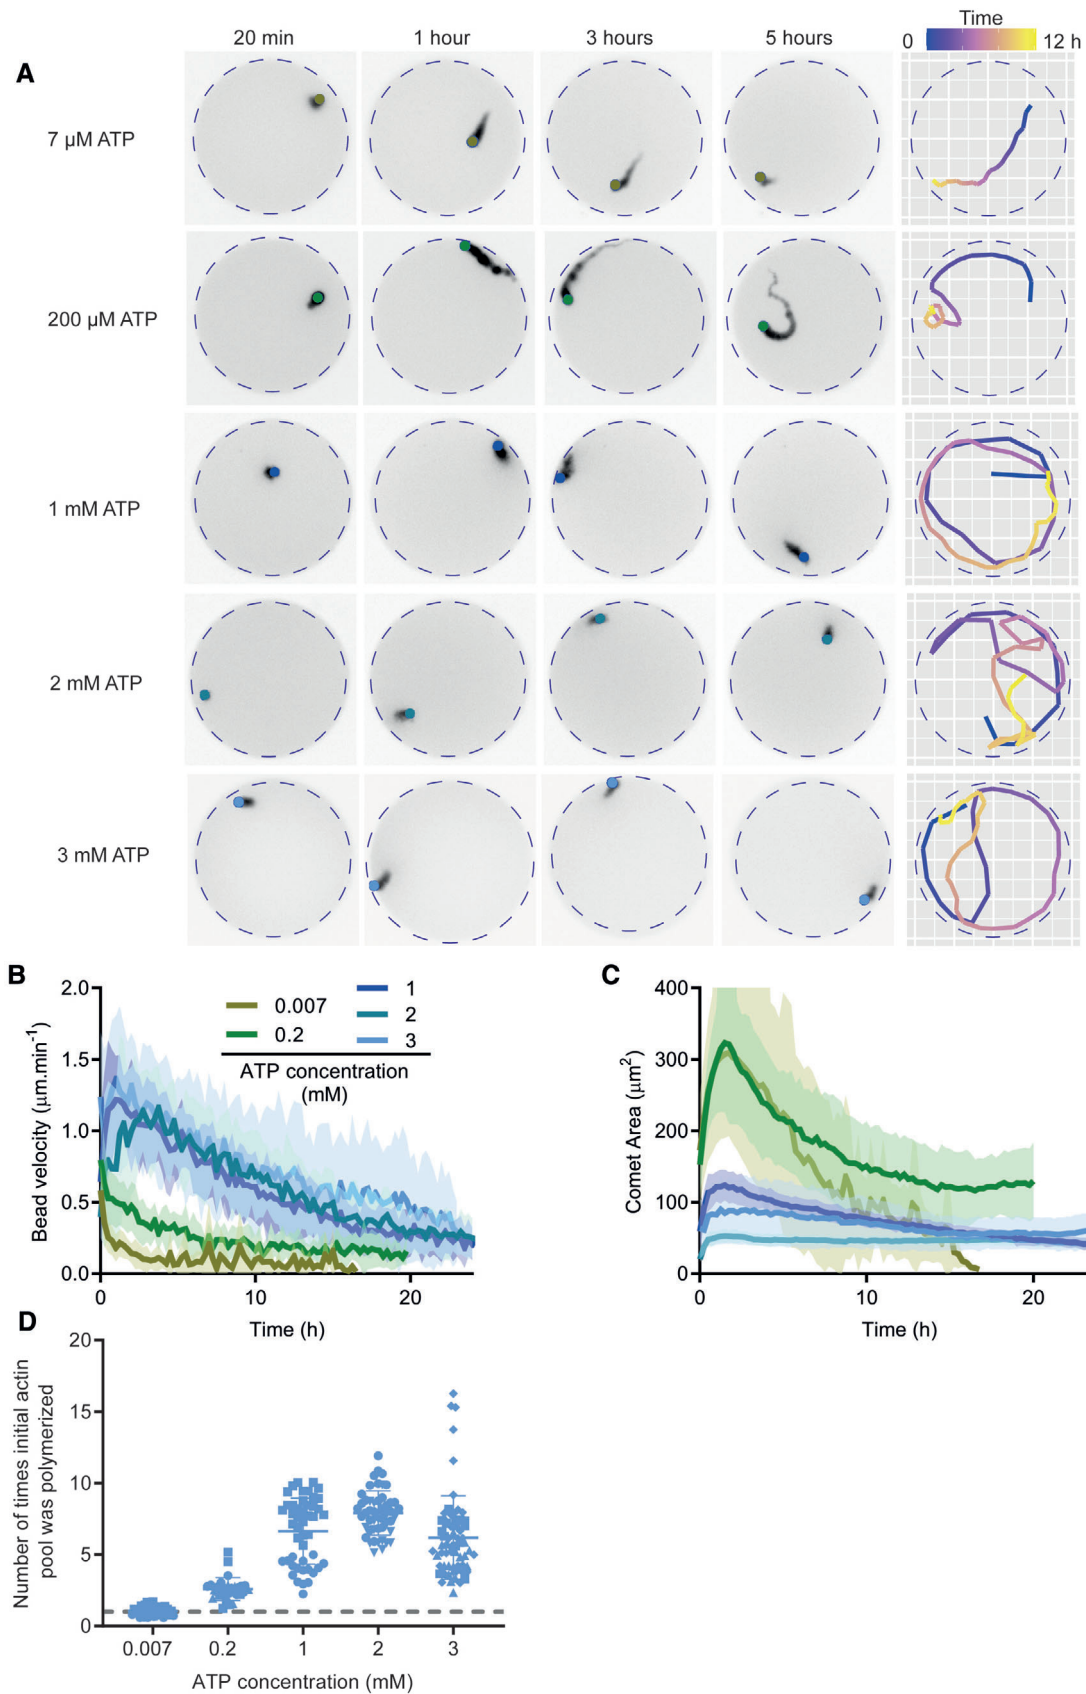 Time
20 min 1 hour 3 hours 5 hours 0 12 h
A
7 µM ATP
200 µM ATP
1 mM ATP
2 mM ATP
3 mM ATP
B
2.0
1.5
1.0
0.5
0.0
Bead velocity (µm.min⁻¹)
0.007 1
0.2 2
3
ATP concentration
(mM)
0 10 20
Time (h)
C
400
300
200
100
0
Comet Area (µm²)
0 10 20
Time (h)
D
20
15
10
5
0
Number of times initial actin
pool was polymerized
0.007 0.2 1 2 3
ATP concentration (mM)